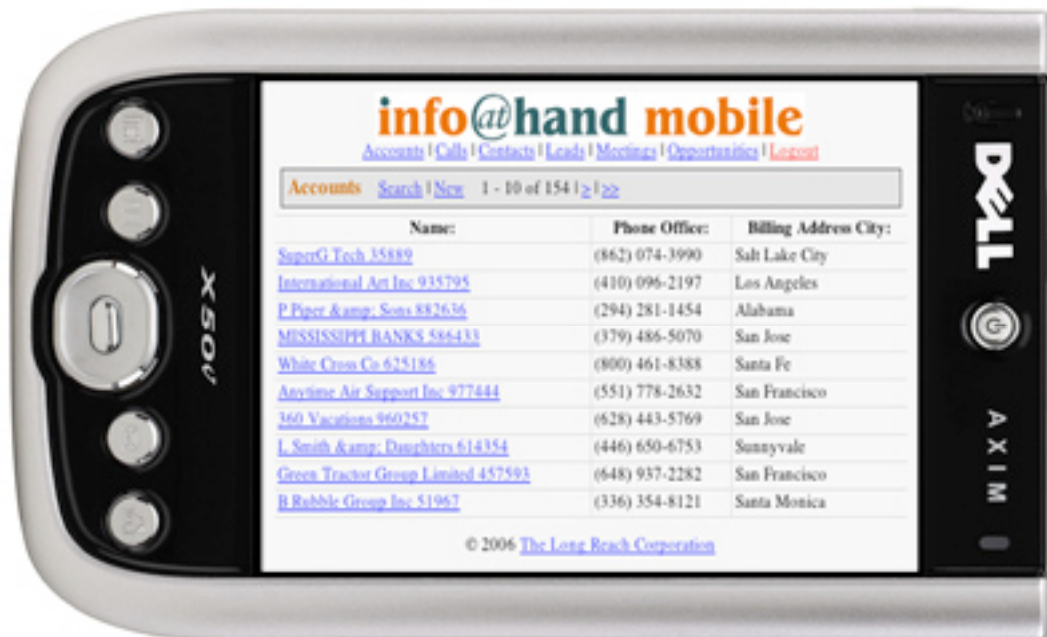 info@hand mobile
Accounts | Calls | Contacts | Leads | Meetings | Opportunities | Logout
Accounts Search | New 1 - 10 of 154 | > | >>
Name: Phone Office: Billing Address City:
SuperG Tech 35889 (862) 074-3990 Salt Lake City
International Art Inc 935795 (410) 096-2197 Los Angeles
P Piper &amp; Sons 882636 (294) 281-1454 Alabama
MISSISSIPPI BANKS 586433 (379) 486-5070 San Jose
White Cross Co 625186 (800) 461-8388 Santa Fe
Anytime Air Support Inc 977444 (551) 778-2632 San Francisco
360 Vacations 960257 (628) 443-5769 San Jose
L Smith &amp; Daughters 614354 (446) 650-6753 Sunnyvale
Green Tractor Group Limited 457593 (648) 937-2282 San Francisco
B Rubble Group Inc 51967 (336) 354-8121 Santa Monica
© 2006 The Long Reach Corporation
X50v
DELL
AXIM